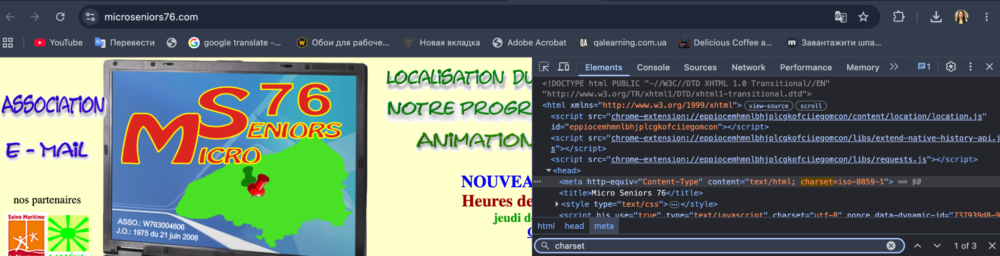 microseniors76.com
YouTube Перевести google translate -... Обои для рабоче... Новая вкладка Adobe Acrobat QA qalearning.com.ua Delicious Coffee a... m Завантажити шпа...
ASSOCIATION
E - MAIL
nos partenaires
Seine-Maritime
Le Département
LIMÉSY
MICRO SENIORS 76
ASSO.: W763004606
J.O.: 1975 du 21 juin 2008
LOCALISATION DU
NOTRE PROGR
ANIMATION
NOUVEA
Heures de
jeudi d
Elements Console Sources Network Performance Memory 1
<!DOCTYPE html PUBLIC "-//W3C//DTD XHTML 1.0 Transitional//EN"
"http://www.w3.org/TR/xhtml1/DTD/xhtml1-transitional.dtd">
<html xmlns="http://www.w3.org/1999/xhtml"> view-source scroll
<script src="chrome-extension://eppiocemhmnlbhjplcgkofciiegomcon/content/location/location.js"
id="eppiocemhmnlbhjplcgkofciiegomcon"></script>
<script src="chrome-extension://eppiocemhmnlbhjplcgkofciiegomcon/libs/extend-native-history-api.j
s"></script>
<script src="chrome-extension://eppiocemhmnlbhjplcgkofciiegomcon/libs/requests.js"></script>
<head>
<meta http-equiv="Content-Type" content="text/html; charset=iso-8859-1"> == $0
<title>Micro Seniors 76</title>
<style type="text/css">…</style>
<script bis_use="true" type="text/javascript" charset="utf-8" nonce data-dynamic-id="737939d8-9
html head meta
charset 1 of 3